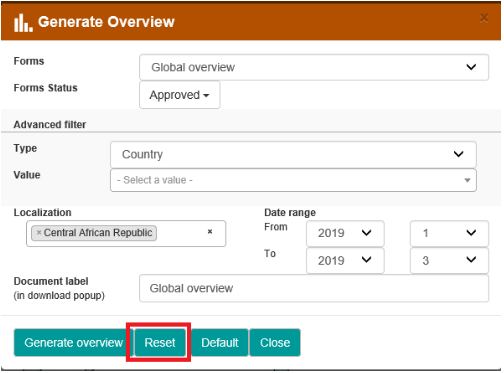 Generate Overview ×
Forms Global overview
Forms Status Approved
Advanced filter
Type Country
Value - Select a value -
Localization Date range
× Central African Republic × From 2019 1
To 2019 3
Document label
(in download popup) Global overview
Generate overview Reset Default Close